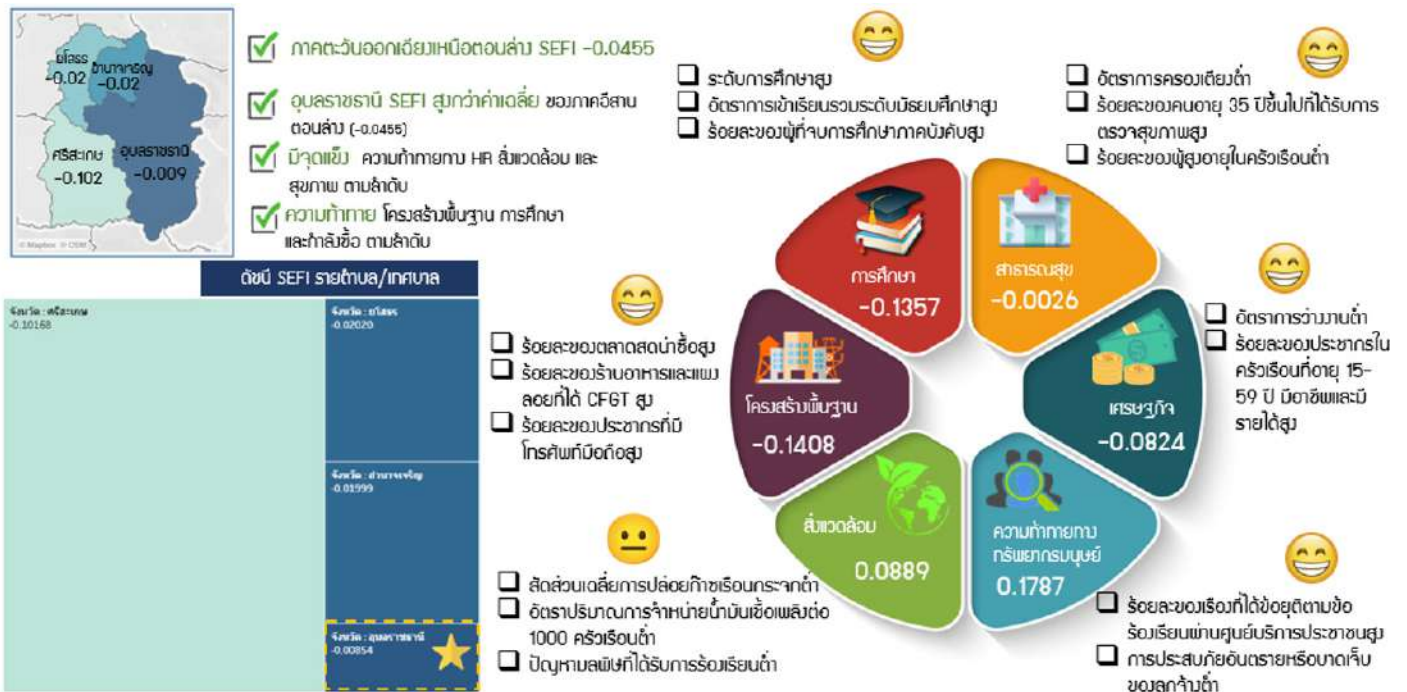 ยโสธร
-0.02
อำนาจเจริญ
-0.02
ศรีสะเกษ
-0.102
อุบลราชธานี
-0.009
© Mapbox © OSM
ภาคตะวันออกเฉียงเหนือตอนล่าง SEFI -0.0455
อุบลราชธานี SEFI สูงกว่าค่าเฉลี่ย ของภาคอีสาน
ตอนล่าง (-0.0455)
มีจุดแข็ง ความท้าทายทาง HR สิ่งแวดล้อม และ
สุขภาพ ตามลำดับ
ความท้าทาย โครงสร้างพื้นฐาน การศึกษา
และกำลังซื้อ ตามลำดับ
ดัชนี SEFI รายตำบล/เทศบาล
จังหวัด : ศรีสะเกษ
-0.10168
จังหวัด : ยโสธร
-0.02020
จังหวัด : อำนาจเจริญ
-0.01999
จังหวัด : อุบลราชธานี
-0.00854
ระดับการศึกษาสูง
อัตราการเข้าเรียนรวมระดับมัธยมศึกษาสูง
ร้อยละของผู้ที่จบการศึกษาภาคบังคับสูง
อัตราการครองเตียงต่ำ
ร้อยละของคนอายุ 35 ปีขึ้นไปที่ได้รับการ
ตรวจสุขภาพสูง
ร้อยละของผู้สูงอายุในครัวเรือนต่ำ
การศึกษา
-0.1357
สาธารณสุข
-0.0026
โครงสร้างพื้นฐาน
-0.1408
เศรษฐกิจ
-0.0824
สิ่งแวดล้อม
0.0889
ความท้าทายทาง
ทรัพยากรมนุษย์
0.1787
ร้อยละของตลาดสดน่าซื้อสูง
ร้อยละของร้านอาหารและแผง
ลอยที่ได้ CFGT สูง
ร้อยละของประชากรที่มี
โทรศัพท์มือถือสูง
อัตราการว่างงานต่ำ
ร้อยละของประชากรใน
ครัวเรือนที่อายุ 15-
59 ปี มีอาชีพและมี
รายได้สูง
สัดส่วนเฉลี่ยการปล่อยก๊าซเรือนกระจกต่ำ
อัตราปริมาณการจำหน่ายน้ำมันเชื้อเพลิงต่อ
1000 ครัวเรือนต่ำ
ปัญหามลพิษที่ได้รับการร้องเรียนต่ำ
ร้อยละของเรื่องที่ได้ข้อยุติตามข้อ
ร้องเรียนผ่านศูนย์บริการประชาชนสูง
การประสบภัยอันตรายหรือบาดเจ็บ
ของลูกจ้างต่ำ